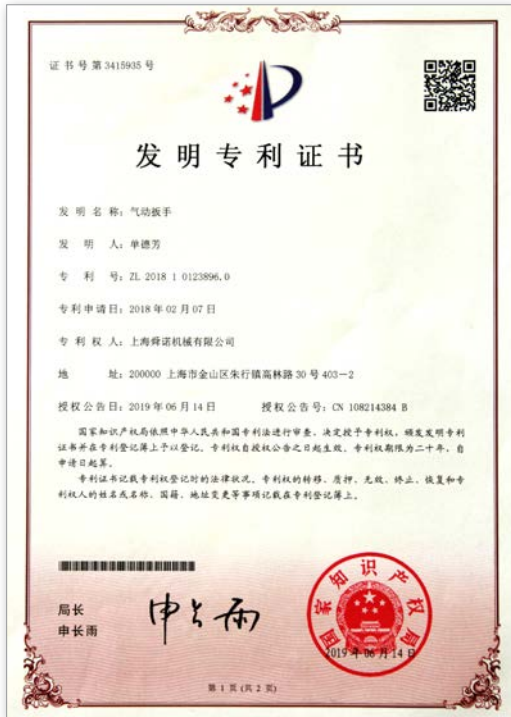 证书号第3415935号
发明专利证书
发明名称：气动扳手
发明人：单德芳
专利号：ZL 2018 1 0123896.0
专利申请日：2018年02月07日
专利权人：上海舜诺机械有限公司
地址：200000 上海市金山区朱行镇高林路30号403-2
授权公告日：2019年06月14日 授权公告号：CN 108214384 B
国家知识产权局依照中华人民共和国专利法进行审查，决定授予专利权，颁发发明专利
证书并在专利登记簿上予以登记。专利权自授权公告之日起生效。专利权期限为二十年，自
申请日起算。
专利证书记载专利权登记时的法律状况。专利权的转移、质押、无效、终止、恢复和专
利权人的姓名或名称、国籍、地址变更等事项记载在专利登记簿上。
局长
申长雨
申长雨
国家知识产权局
2019年06月14日
第1页(共2页)